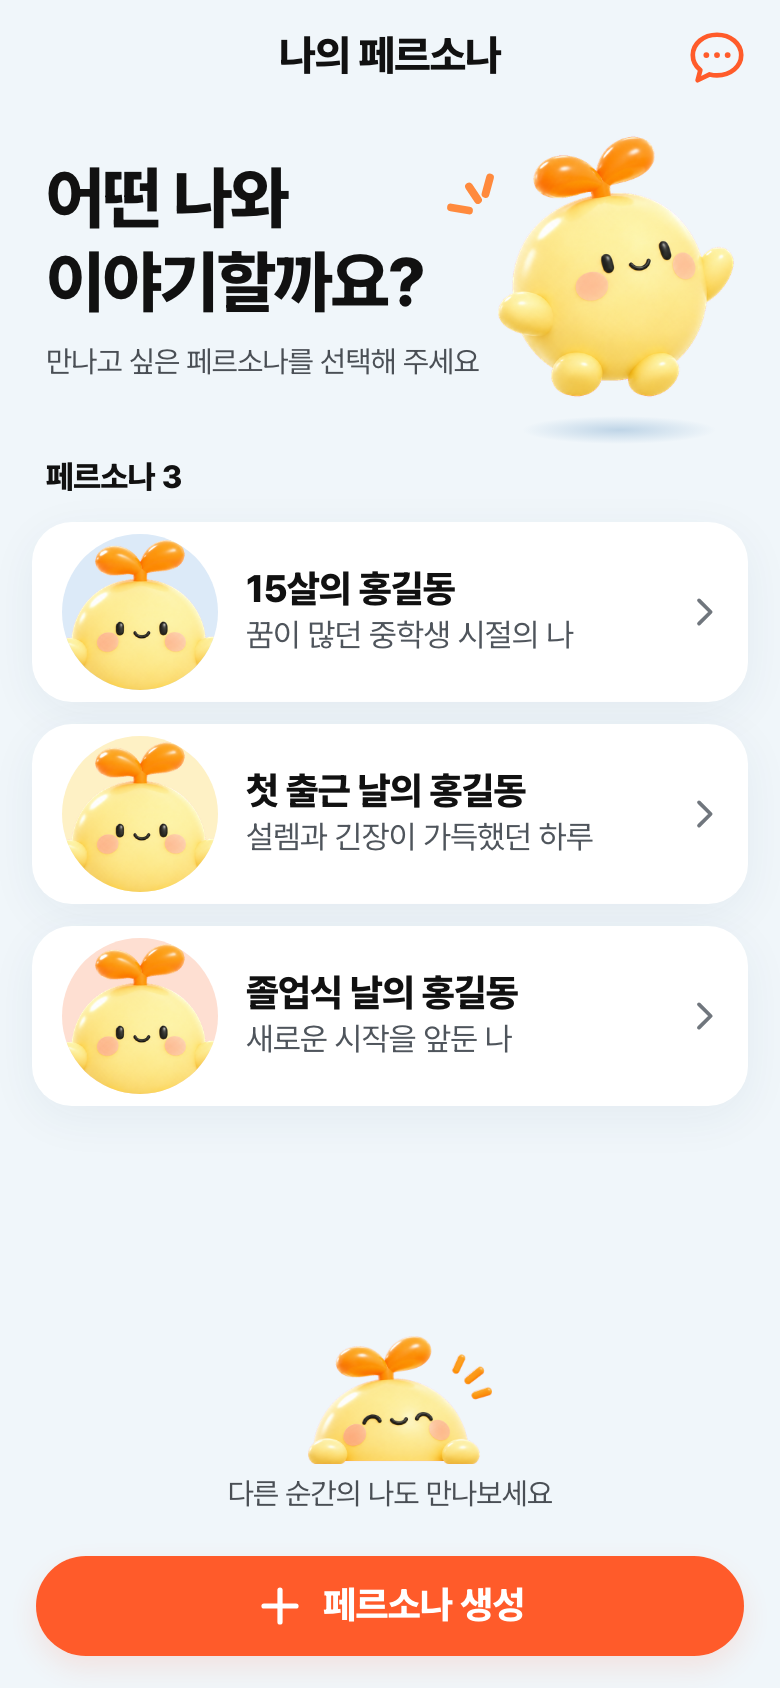 나의 페르소나
어떤 나와
이야기할까요?
만나고 싶은 페르소나를 선택해 주세요
페르소나 3
15살의 홍길동
꿈이 많던 중학생 시절의 나
첫 출근 날의 홍길동
설렘과 긴장이 가득했던 하루
졸업식 날의 홍길동
새로운 시작을 앞둔 나
다른 순간의 나도 만나보세요
페르소나 생성